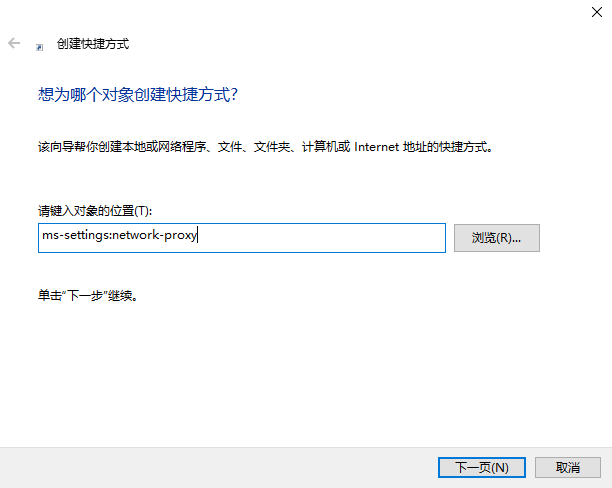 创建快捷方式
想为哪个对象创建快捷方式？
该向导帮你创建本地或网络程序、文件、文件夹、计算机或 Internet 地址的快捷方式。
请键入对象的位置(T):
ms-settings:network-proxy
浏览(R)...
单击“下一步”继续。
下一页(N)
取消